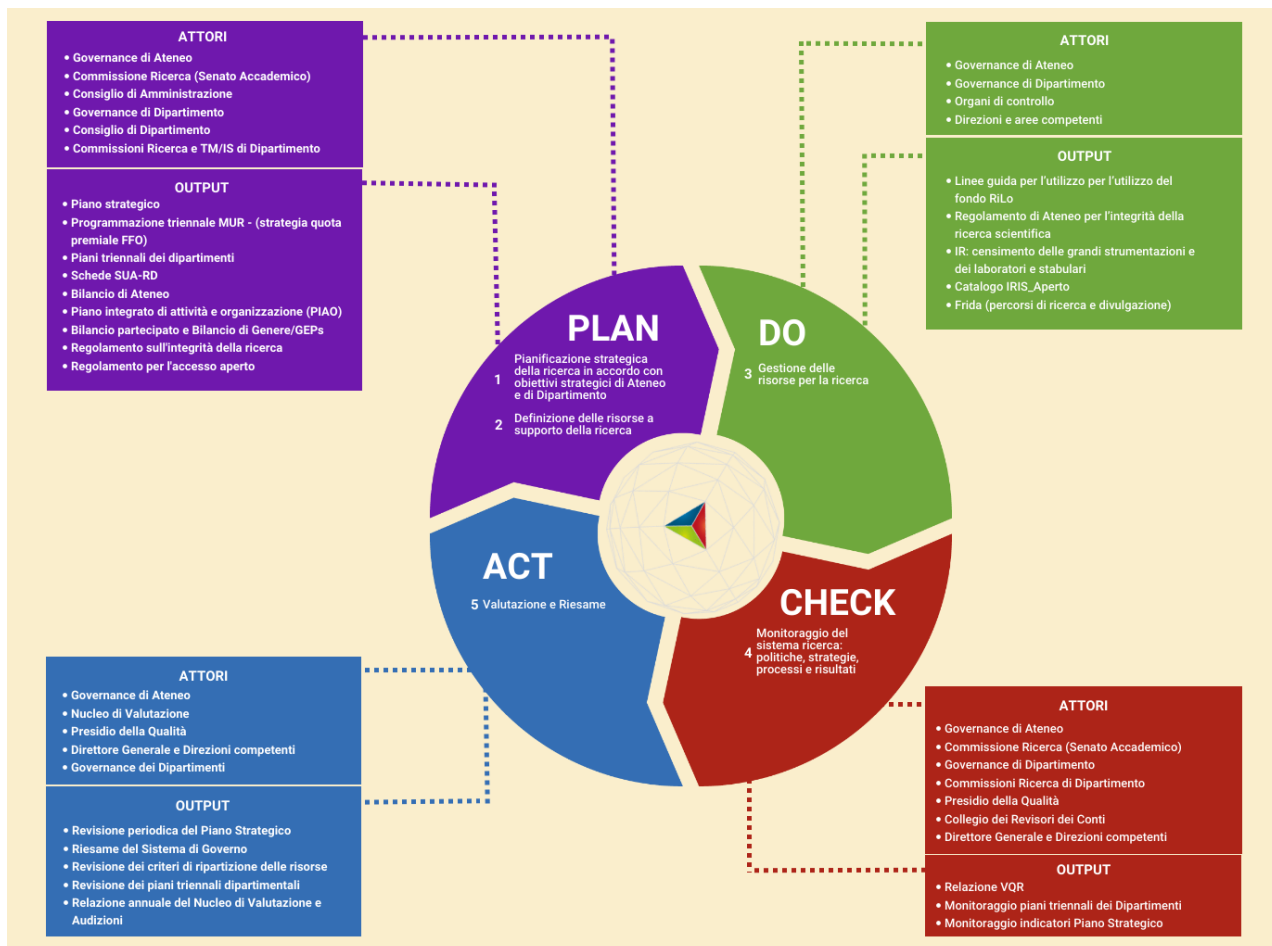 ATTORI
• Governance di Ateneo
• Commissione Ricerca (Senato Accademico)
• Consiglio di Amministrazione
• Governance di Dipartimento
• Consiglio di Dipartimento
• Commissioni Ricerca e TM/IS di Dipartimento
OUTPUT
• Piano strategico
• Programmazione triennale MUR - (strategia quota
premiale FFO)
• Piani triennali dei dipartimenti
• Schede SUA-RD
• Bilancio di Ateneo
• Piano integrato di attività e organizzazione (PIAO)
• Bilancio partecipato e Bilancio di Genere/GEPs
• Regolamento sull'integrità della ricerca
• Regolamento per l'accesso aperto
ATTORI
• Governance di Ateneo
• Governance di Dipartimento
• Organi di controllo
• Direzioni e aree competenti
OUTPUT
• Linee guida per l'utilizzo per l'utilizzo del
fondo RiLo
• Regolamento di Ateneo per l'integrità della
ricerca scientifica
• IR: censimento delle grandi strumentazioni e
dei laboratori e stabulari
• Catalogo IRIS_Aperto
• Frida (percorsi di ricerca e divulgazione)
PLAN
1 Pianificazione strategica
della ricerca in accordo con
obiettivi strategici di Ateneo
e di Dipartimento
2 Definizione delle risorse a
supporto della ricerca
DO
3 Gestione delle
risorse per la ricerca
ACT
5 Valutazione e Riesame
CHECK
4 Monitoraggio del
sistema ricerca:
politiche, strategie,
processi e risultati
ATTORI
• Governance di Ateneo
• Nucleo di Valutazione
• Presidio della Qualità
• Direttore Generale e Direzioni competenti
• Governance dei Dipartimenti
OUTPUT
• Revisione periodica del Piano Strategico
• Riesame del Sistema di Governo
• Revisione dei criteri di ripartizione delle risorse
• Revisione dei piani triennali dipartimentali
• Relazione annuale del Nucleo di Valutazione e
Audizioni
ATTORI
• Governance di Ateneo
• Commissione Ricerca (Senato Accademico)
• Governance di Dipartimento
• Commissioni Ricerca di Dipartimento
• Presidio della Qualità
• Collegio dei Revisori dei Conti
• Direttore Generale e Direzioni competenti
OUTPUT
• Relazione VQR
• Monitoraggio piani triennali dei Dipartimenti
• Monitoraggio indicatori Piano Strategico